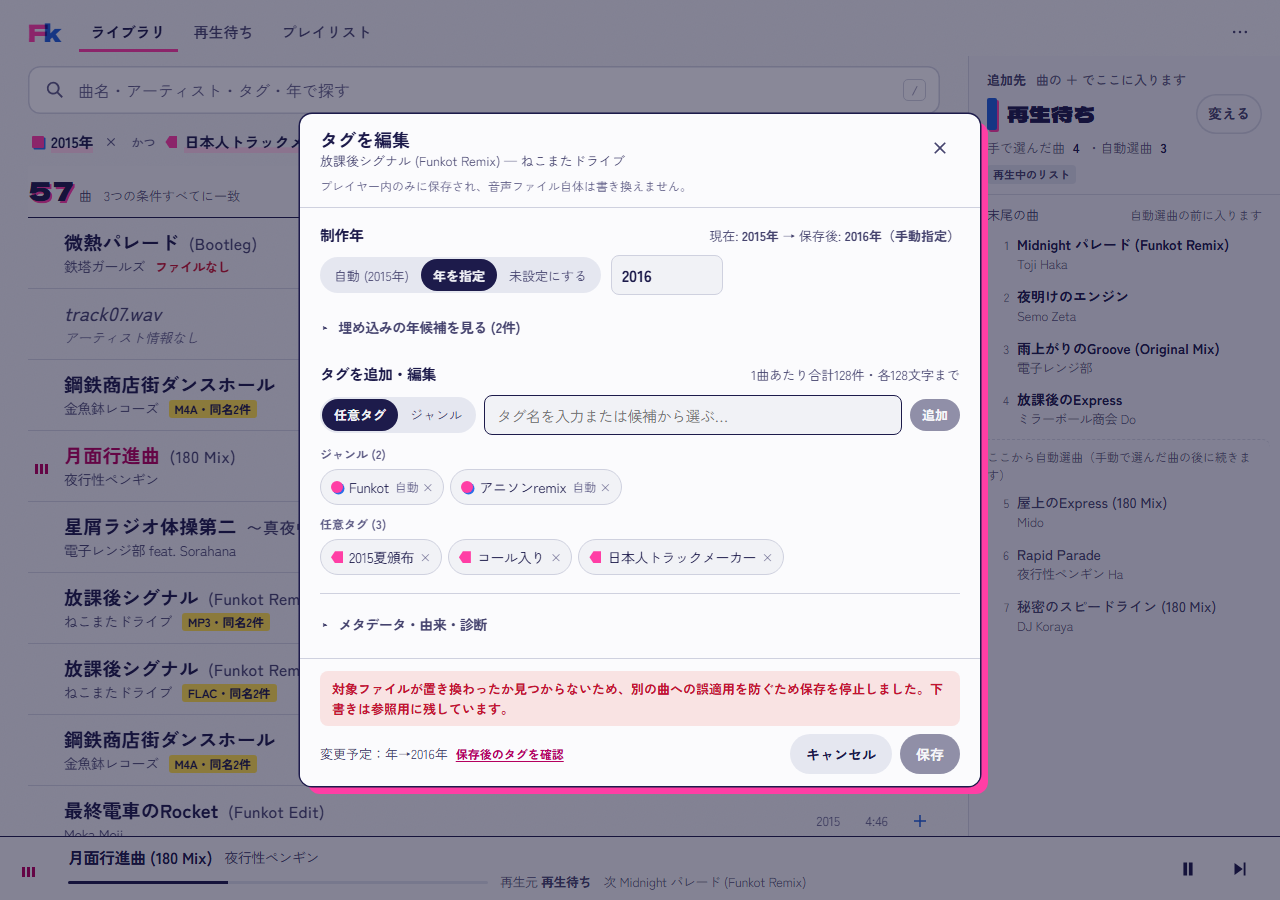 Fk ライブラリ 再生待ち プレイリスト …
曲名・アーティスト・タグ・年で探す /
2015年 × かつ 日本人トラックメ
57 曲 3つの条件すべてに一致
微熱パレード (Bootleg)
鉄塔ガールズ ファイルなし
track07.wav
アーティスト情報なし
鋼鉄商店街ダンスホール
金魚鉢レコーズ M4A・同名2件
月面行進曲 (180 Mix)
夜行性ペンギン
星屑ラジオ体操第二 ～真夜
電子レンジ部 feat. Sorahana
放課後シグナル (Funkot Rem
ねこまたドライブ MP3・同名2件
放課後シグナル (Funkot Rem
ねこまたドライブ FLAC・同名2件
鋼鉄商店街ダンスホール
金魚鉢レコーズ M4A・同名2件
最終電車のRocket (Funkot Edit)
Moka Moji
2015 4:46 +
タグを編集 ×
放課後シグナル (Funkot Remix) — ねこまたドライブ
プレイヤー内のみに保存され、音声ファイル自体は書き換えません。
制作年 現在: 2015年 → 保存後: 2016年（手動指定）
自動 (2015年) 年を指定 未設定にする 2016
▸ 埋め込みの年候補を見る (2件)
タグを追加・編集 1曲あたり合計128件・各128文字まで
任意タグ ジャンル タグ名を入力または候補から選ぶ… 追加
ジャンル (2)
Funkot 自動 × アニソンremix 自動 ×
任意タグ (3)
2015夏頒布 × コール入り × 日本人トラックメーカー ×
▸ メタデータ・由来・診断
対象ファイルが置き換わったか見つからないため、別の曲への誤適用を防ぐため保存を停止しました。下
書きは参照用に残しています。
変更予定：年→2016年 保存後のタグを確認 キャンセル 保存
追加先 曲の ＋ でここに入ります
再生待ち 変える
手で選んだ曲 4 ・自動選曲 3
再生中のリスト
末尾の曲 自動選曲の前に入ります
1 Midnight パレード (Funkot Remix)
Toji Haka
2 夜明けのエンジン
Semo Zeta
3 雨上がりのGroove (Original Mix)
電子レンジ部
4 放課後のExpress
ミラーボール商会 Do
ここから自動選曲（手動で選んだ曲の後に続きま
す）
5 屋上のExpress (180 Mix)
Mido
6 Rapid Parade
夜行性ペンギン Ha
7 秘密のスピードライン (180 Mix)
DJ Koraya
月面行進曲 (180 Mix) 夜行性ペンギン
再生元 再生待ち 次 Midnight パレード (Funkot Remix)